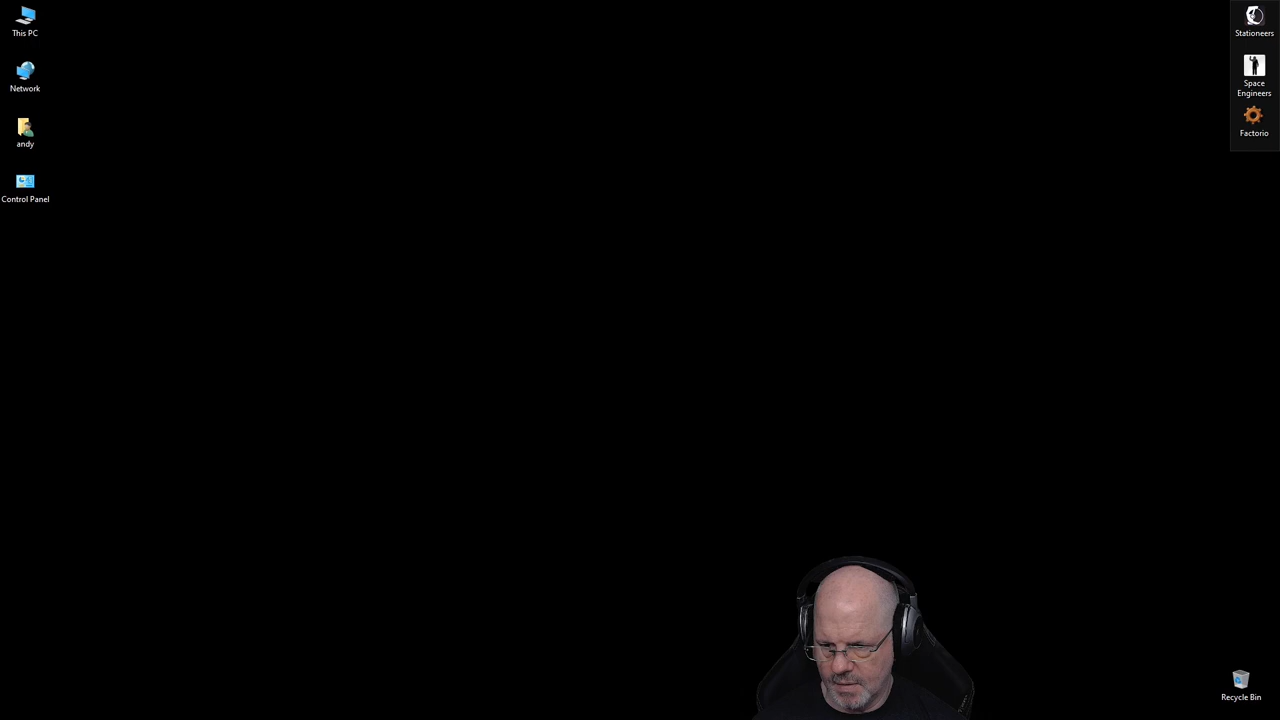 This PC
Network
andy
Control Panel
Stationeers
Space
Engineers
Factorio
Recycle Bin